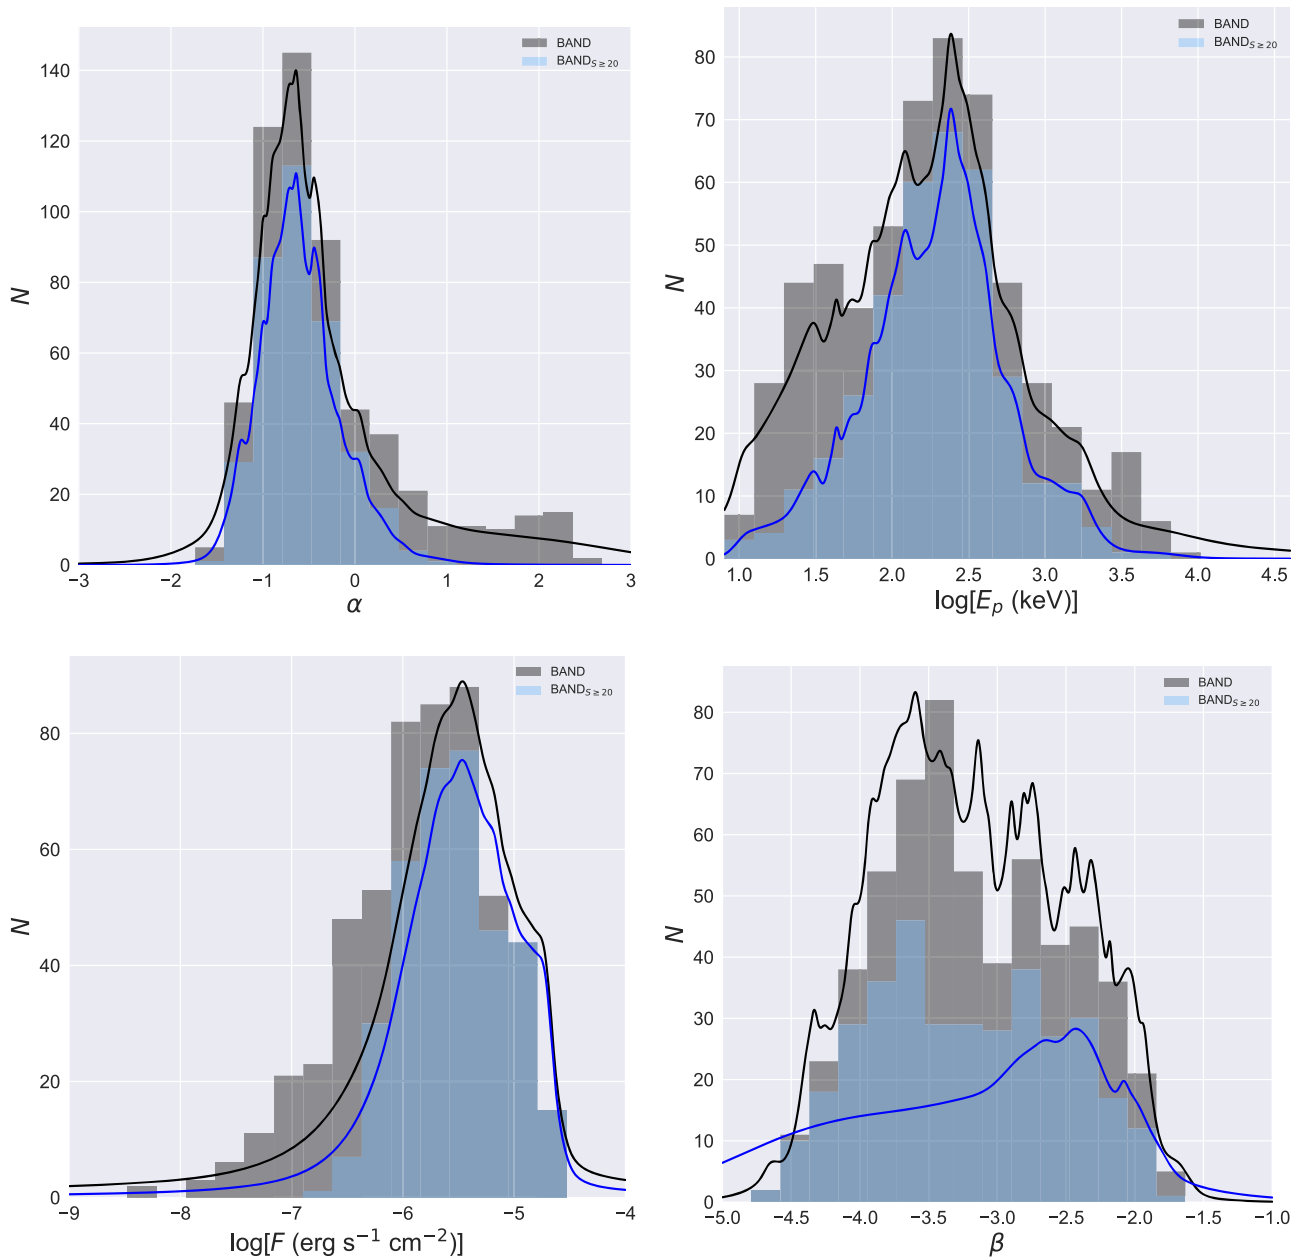 BAND
BAND_{S≥20}
140
120
100
80
60
40
20
0
N
−3 −2 −1 0 1 2 3
α
BAND
BAND_{S≥20}
80
70
60
50
40
30
20
10
0
N
1.0 1.5 2.0 2.5 3.0 3.5 4.0 4.5
log[E_p (keV)]
BAND
BAND_{S≥20}
80
60
40
20
0
N
−9 −8 −7 −6 −5 −4
log[F (erg s⁻¹ cm⁻²)]
BAND
BAND_{S≥20}
80
70
60
50
40
30
20
10
0
N
−5.0 −4.5 −4.0 −3.5 −3.0 −2.5 −2.0 −1.5 −1.0
β